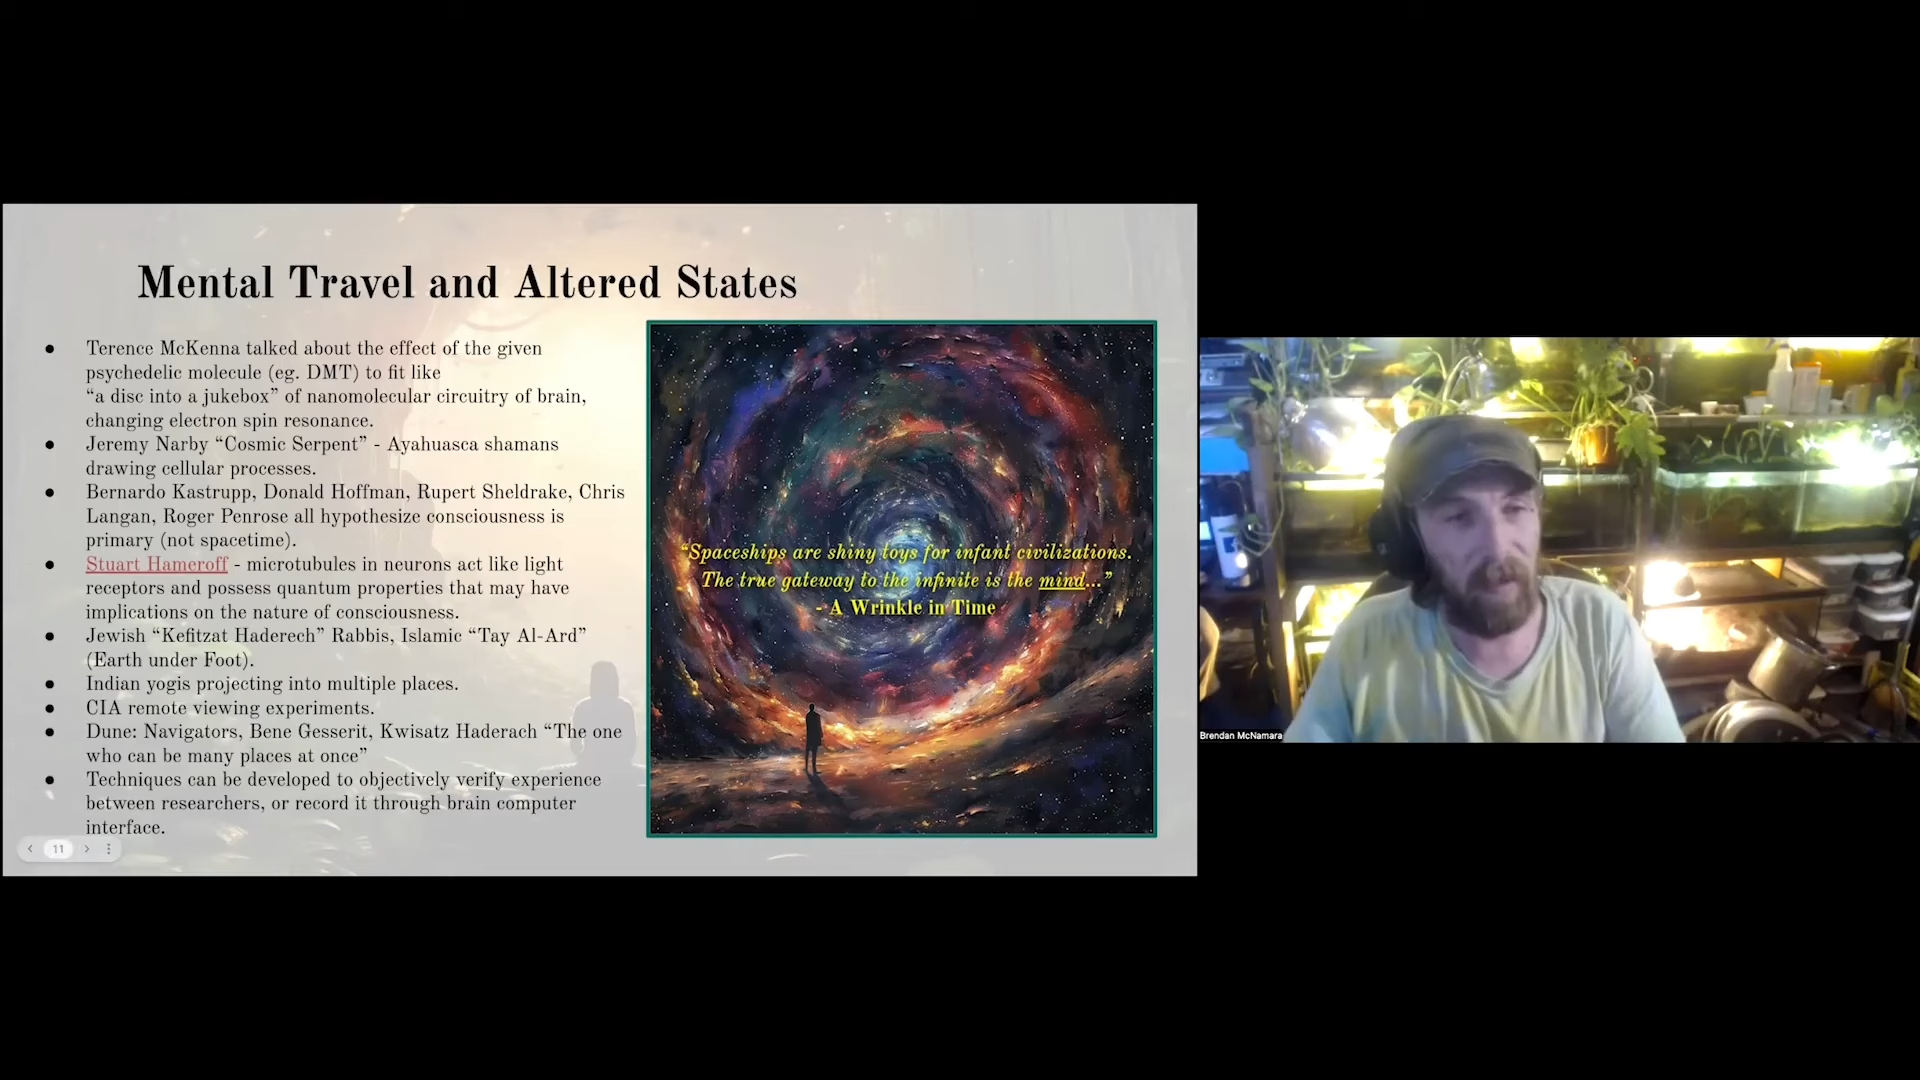 Mental Travel and Altered States
● Terence McKenna talked about the effect of the given
psychedelic molecule (eg. DMT) to fit like
“a disc into a jukebox” of nanomolecular circuitry of brain,
changing electron spin resonance.
● Jeremy Narby “Cosmic Serpent” - Ayahuasca shamans
drawing cellular processes.
● Bernardo Kastrupp, Donald Hoffman, Rupert Sheldrake, Chris
Langan, Roger Penrose all hypothesize consciousness is
primary (not spacetime).
● Stuart Hameroff - microtubules in neurons act like light
receptors and possess quantum properties that may have
implications on the nature of consciousness.
● Jewish “Kefitzat Haderech” Rabbis, Islamic “Tay Al-Ard”
(Earth under Foot).
● Indian yogis projecting into multiple places.
● CIA remote viewing experiments.
● Dune: Navigators, Bene Gesserit, Kwisatz Haderach “The one
who can be many places at once”
● Techniques can be developed to objectively verify experience
between researchers, or record it through brain computer
interface.
11
“Spaceships are shiny toys for infant civilizations.
The true gateway to the infinite is the mind...”
- A Wrinkle in Time
Brendan McNamara